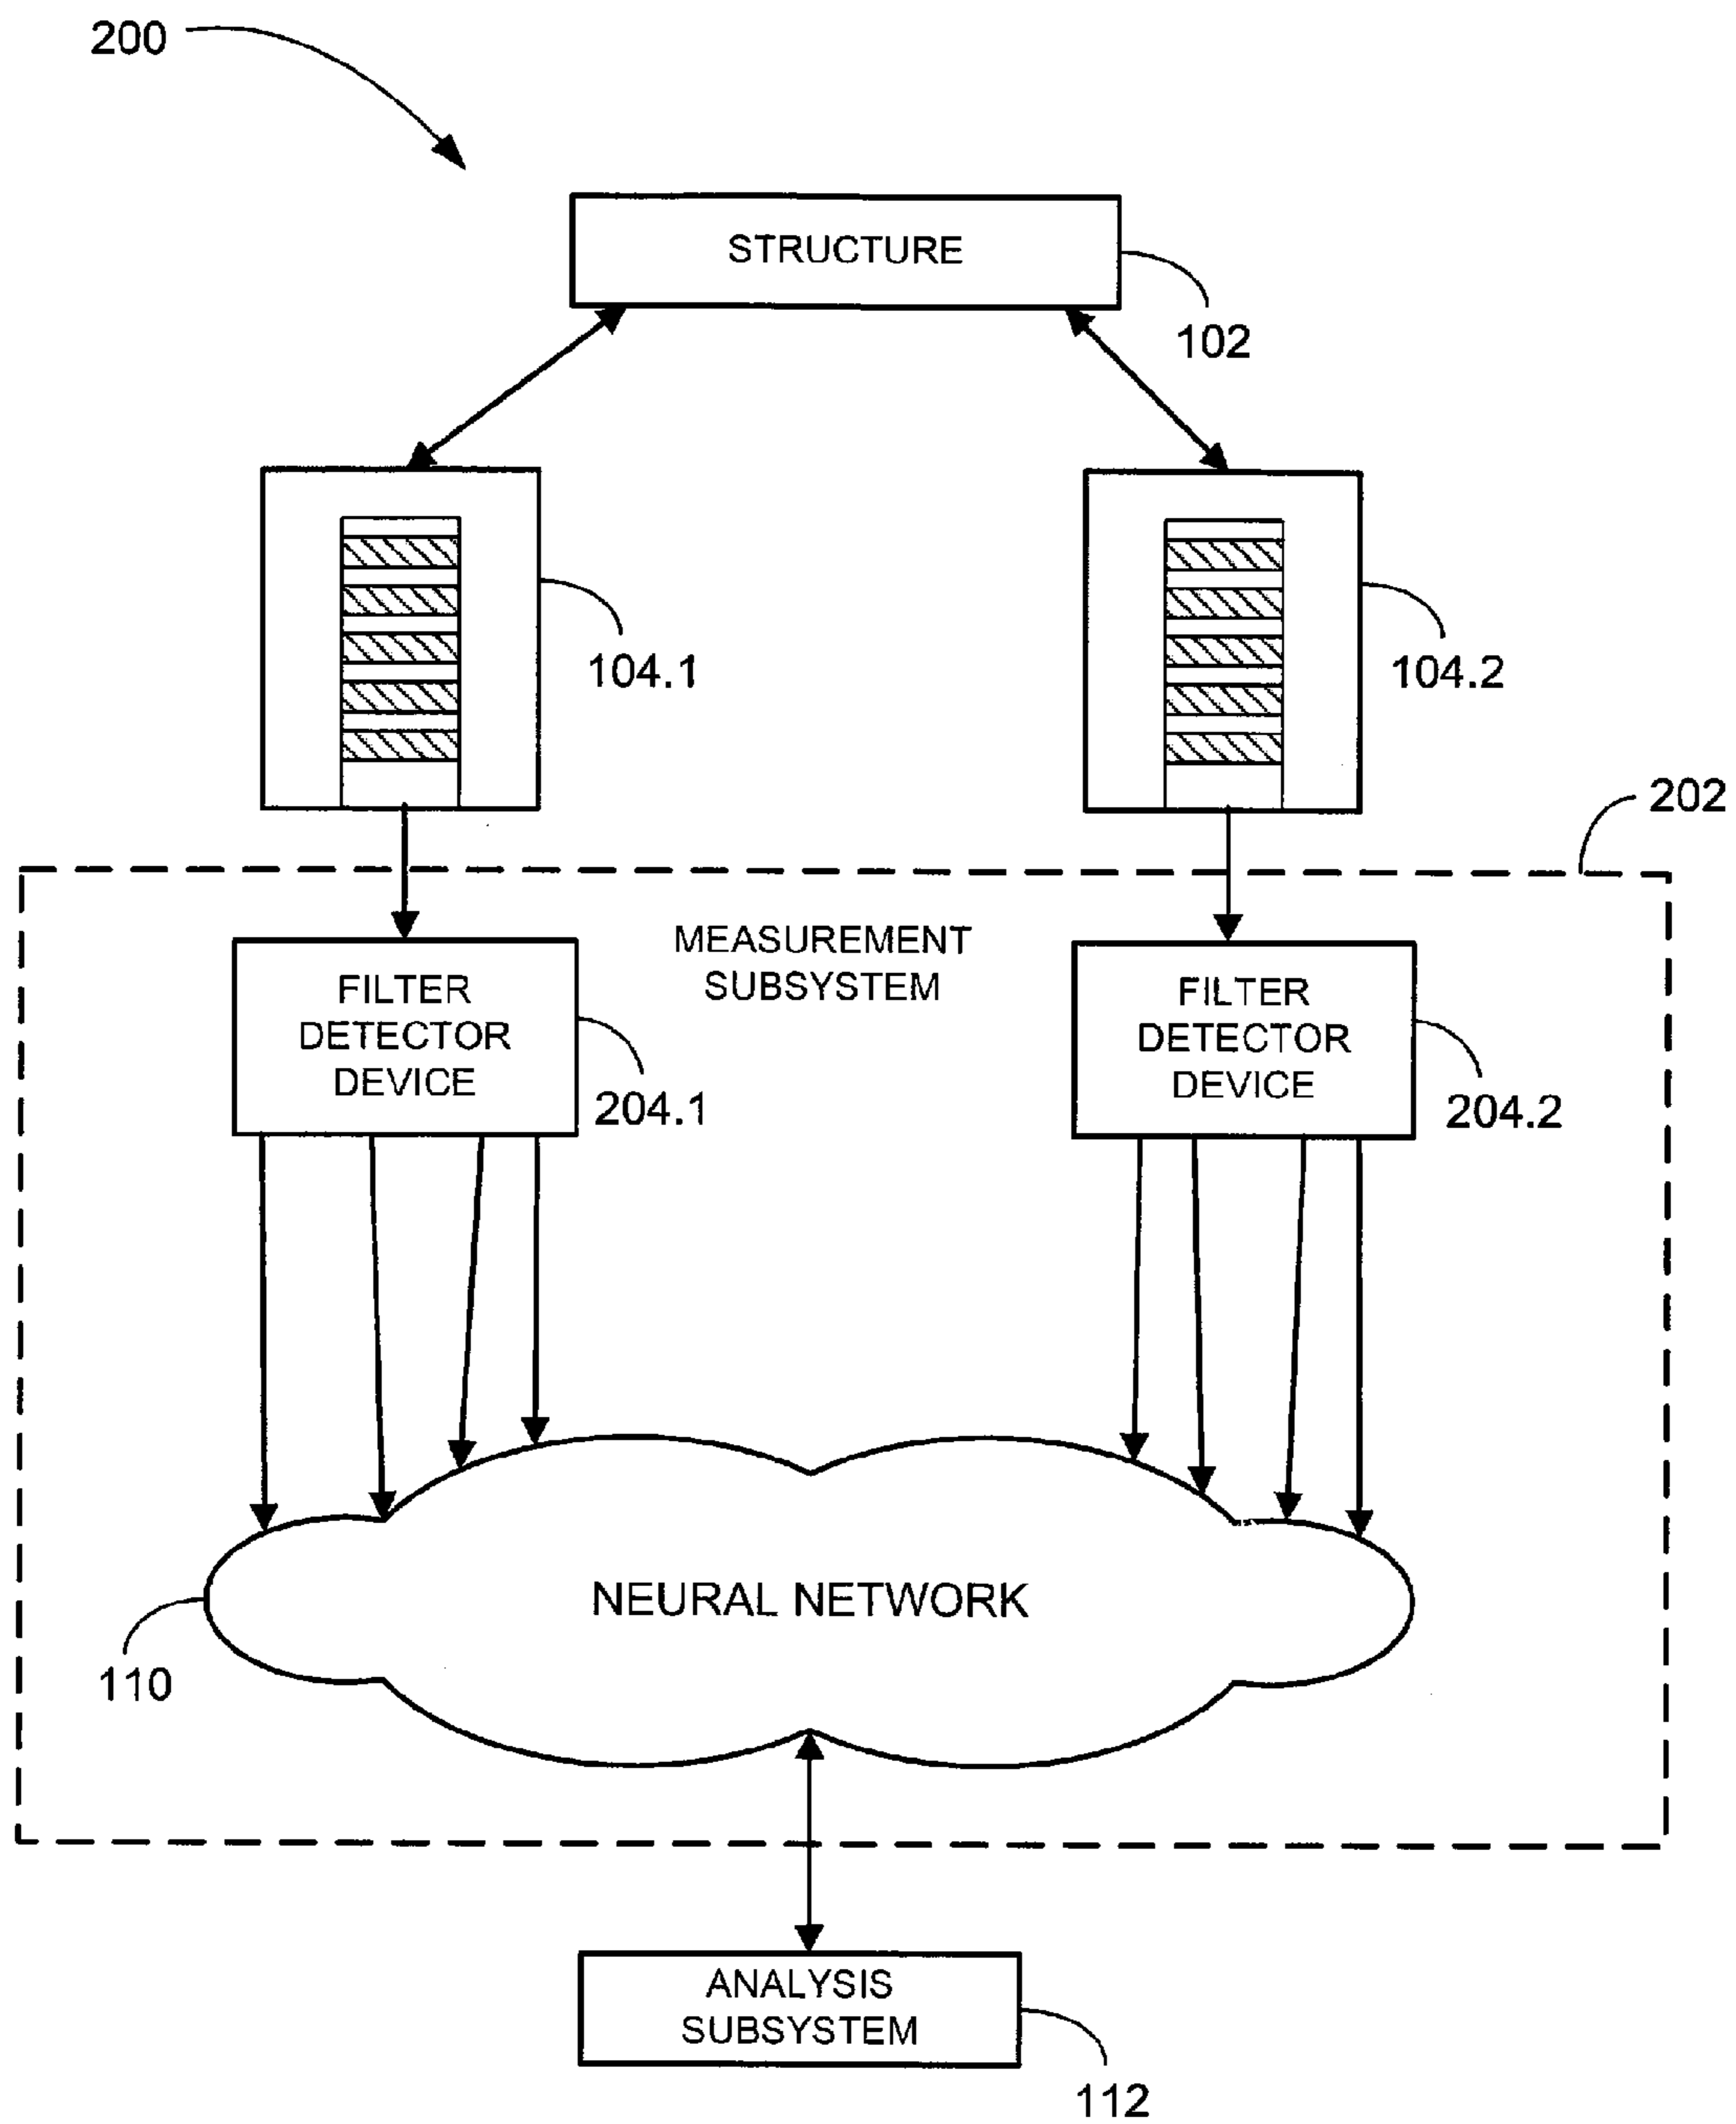 200
STRUCTURE
102
104.1
104.2
202
MEASUREMENT
SUBSYSTEM
FILTER
DETECTOR
DEVICE
204.1
FILTER
DETECTOR
DEVICE
204.2
NEURAL NETWORK
110
ANALYSIS
SUBSYSTEM
112